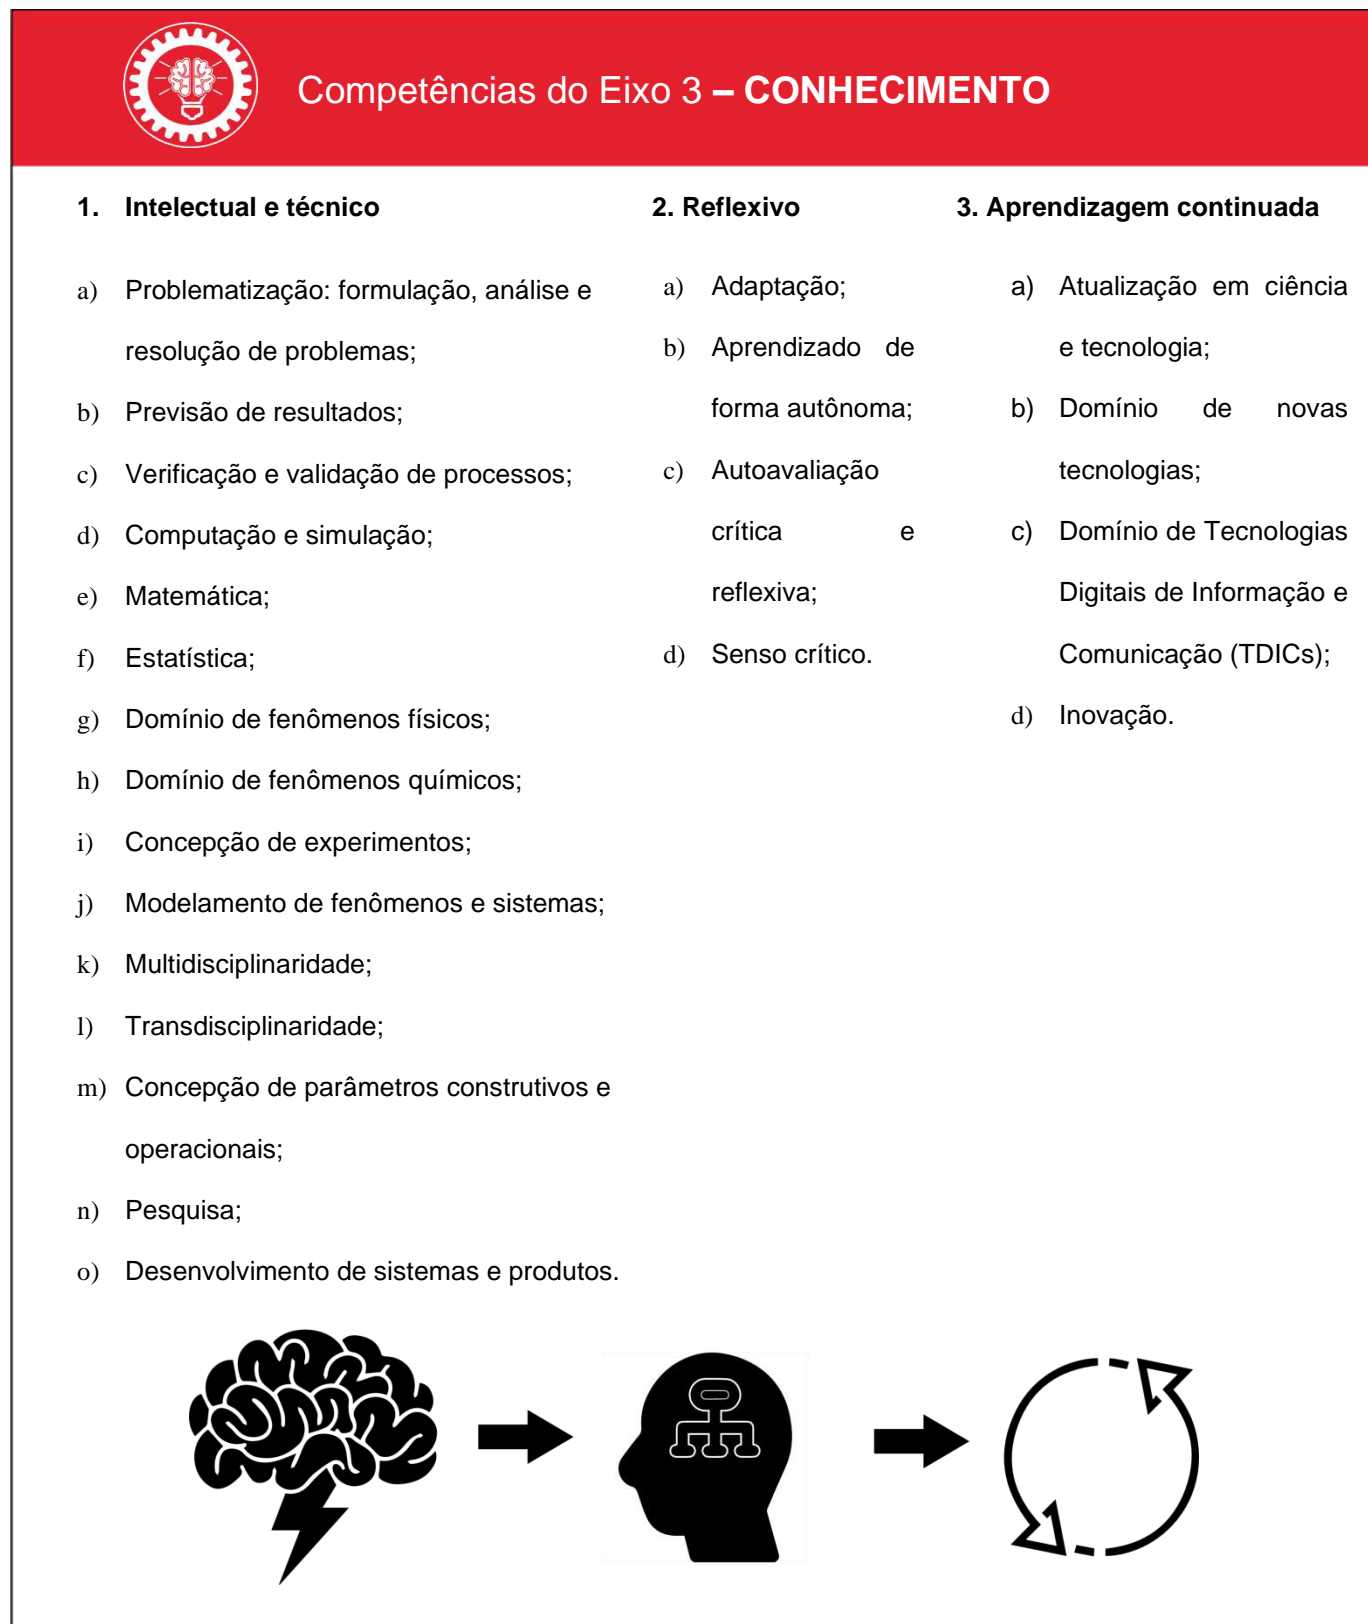 Competências do Eixo 3 – CONHECIMENTO
1. Intelectual e técnico
a) Problematização: formulação, análise e
resolução de problemas;
b) Previsão de resultados;
c) Verificação e validação de processos;
d) Computação e simulação;
e) Matemática;
f) Estatística;
g) Domínio de fenômenos físicos;
h) Domínio de fenômenos químicos;
i) Concepção de experimentos;
j) Modelamento de fenômenos e sistemas;
k) Multidisciplinaridade;
l) Transdisciplinaridade;
m) Concepção de parâmetros construtivos e
operacionais;
n) Pesquisa;
o) Desenvolvimento de sistemas e produtos.
2. Reflexivo
a) Adaptação;
b) Aprendizado de
forma autônoma;
c) Autoavaliação
crítica e
reflexiva;
d) Senso crítico.
3. Aprendizagem continuada
a) Atualização em ciência
e tecnologia;
b) Domínio de novas
tecnologias;
c) Domínio de Tecnologias
Digitais de Informação e
Comunicação (TDICs);
d) Inovação.